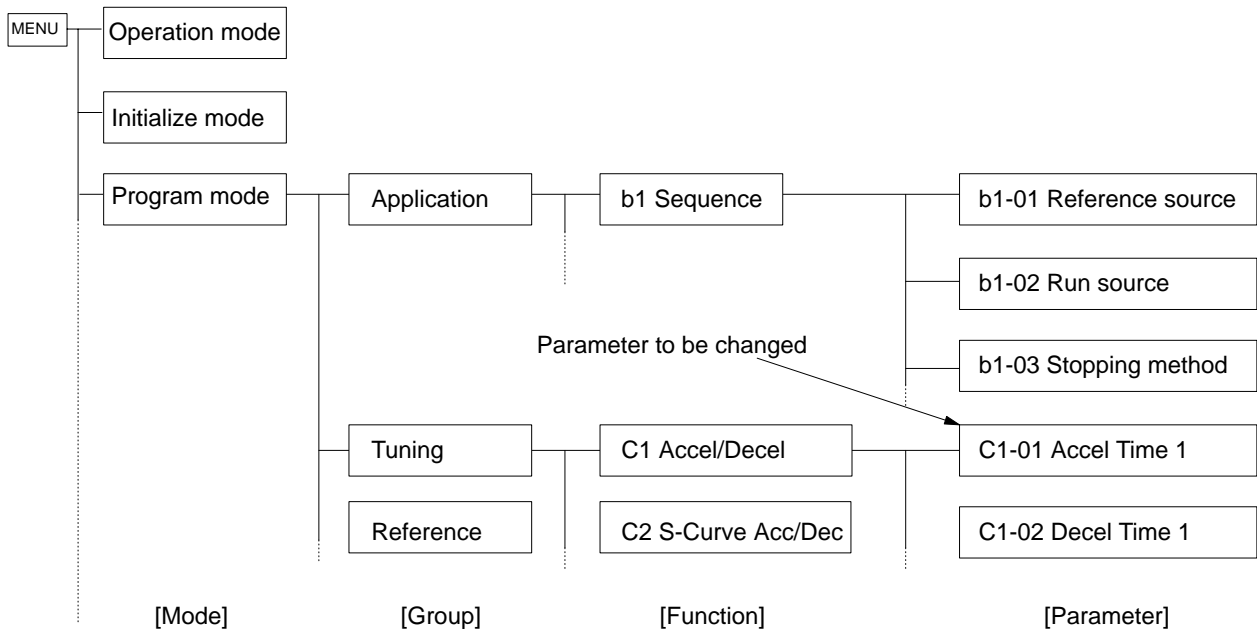 MENU
Operation mode
Initialize mode
Program mode
Application
b1 Sequence
b1-01 Reference source
b1-02 Run source
Parameter to be changed
b1-03 Stopping method
Tuning
C1 Accel/Decel
C1-01 Accel Time 1
Reference
C2 S-Curve Acc/Dec
C1-02 Decel Time 1
[Mode]
[Group]
[Function]
[Parameter]